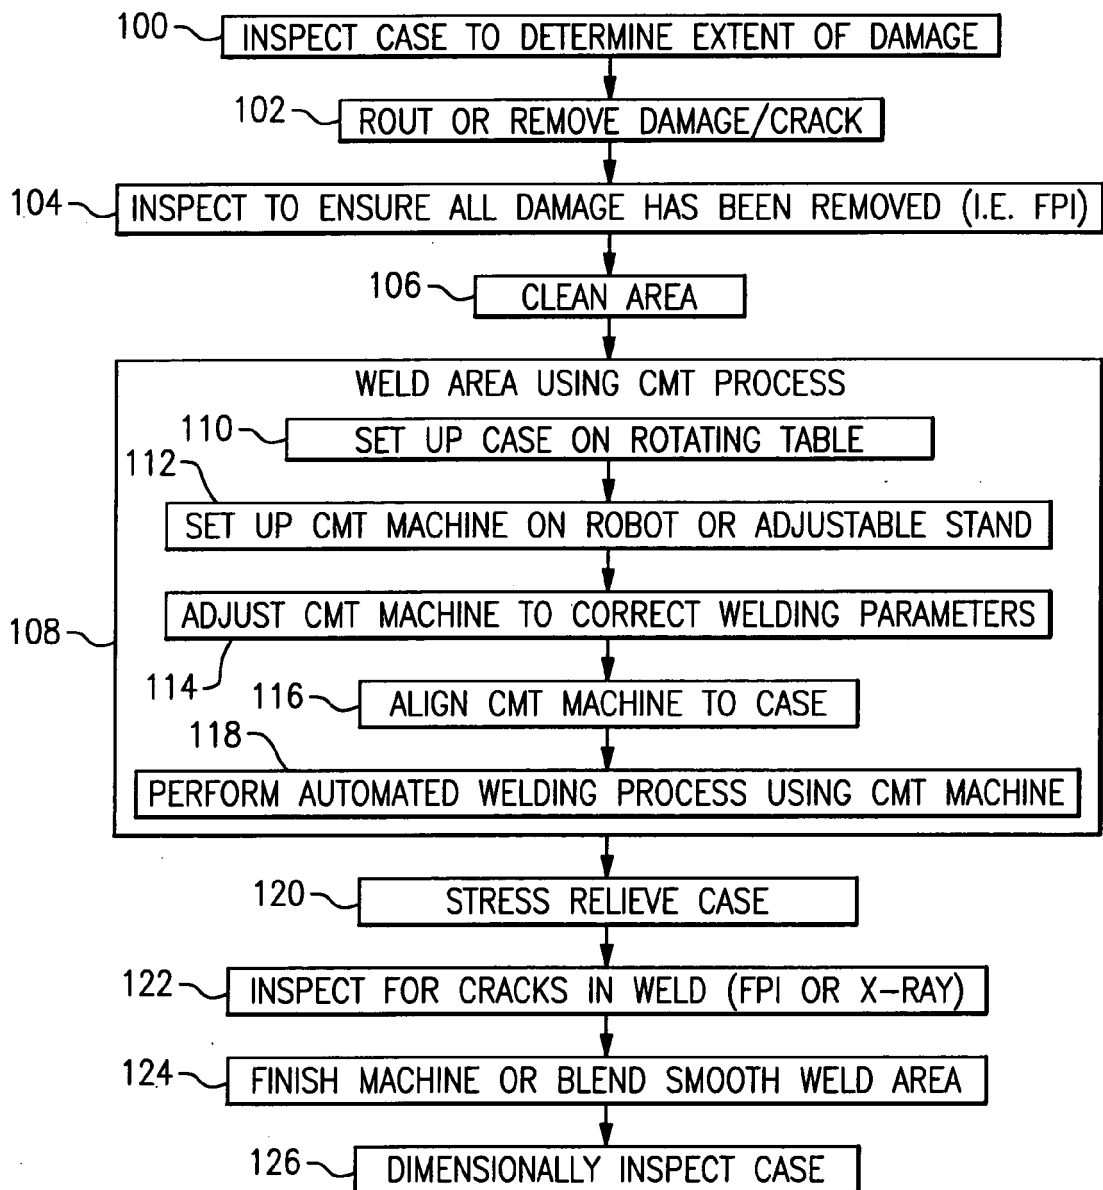 100 INSPECT CASE TO DETERMINE EXTENT OF DAMAGE
102 ROUT OR REMOVE DAMAGE/CRACK
104 INSPECT TO ENSURE ALL DAMAGE HAS BEEN REMOVED (I.E. FPI)
106 CLEAN AREA
WELD AREA USING CMT PROCESS
110 SET UP CASE ON ROTATING TABLE
112
SET UP CMT MACHINE ON ROBOT OR ADJUSTABLE STAND
ADJUST CMT MACHINE TO CORRECT WELDING PARAMETERS
108
114
116 ALIGN CMT MACHINE TO CASE
118
PERFORM AUTOMATED WELDING PROCESS USING CMT MACHINE
120 STRESS RELIEVE CASE
122 INSPECT FOR CRACKS IN WELD (FPI OR X-RAY)
124 FINISH MACHINE OR BLEND SMOOTH WELD AREA
126 DIMENSIONALLY INSPECT CASE